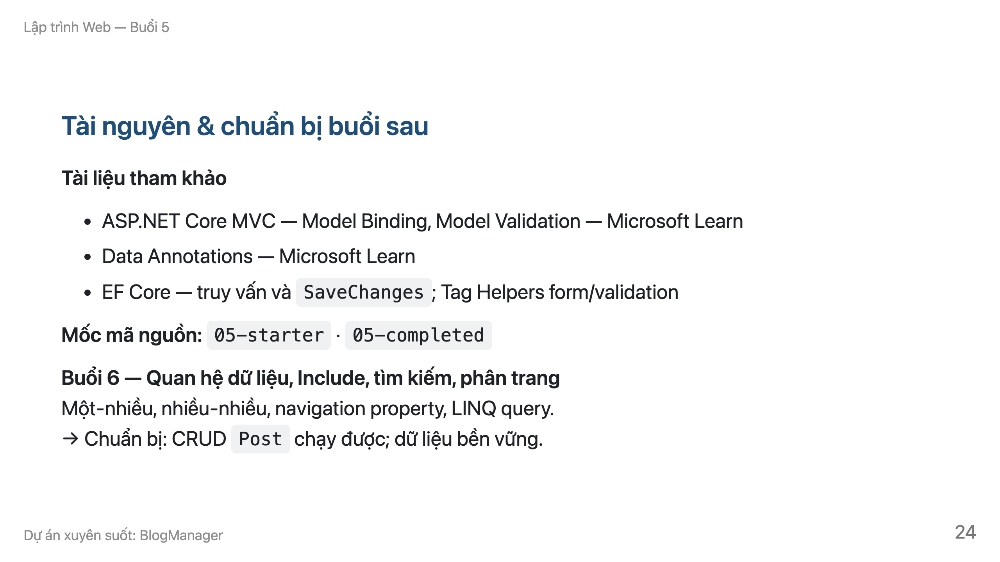 Lập trình Web — Buổi 5
Tài nguyên & chuẩn bị buổi sau
Tài liệu tham khảo
• ASP.NET Core MVC — Model Binding, Model Validation — Microsoft Learn
• Data Annotations — Microsoft Learn
• EF Core — truy vấn và SaveChanges ; Tag Helpers form/validation
Mốc mã nguồn: 05-starter · 05-completed
Buổi 6 — Quan hệ dữ liệu, Include, tìm kiếm, phân trang
Một-nhiều, nhiều-nhiều, navigation property, LINQ query.
→ Chuẩn bị: CRUD Post chạy được; dữ liệu bền vững.
Dự án xuyên suốt: BlogManager
24